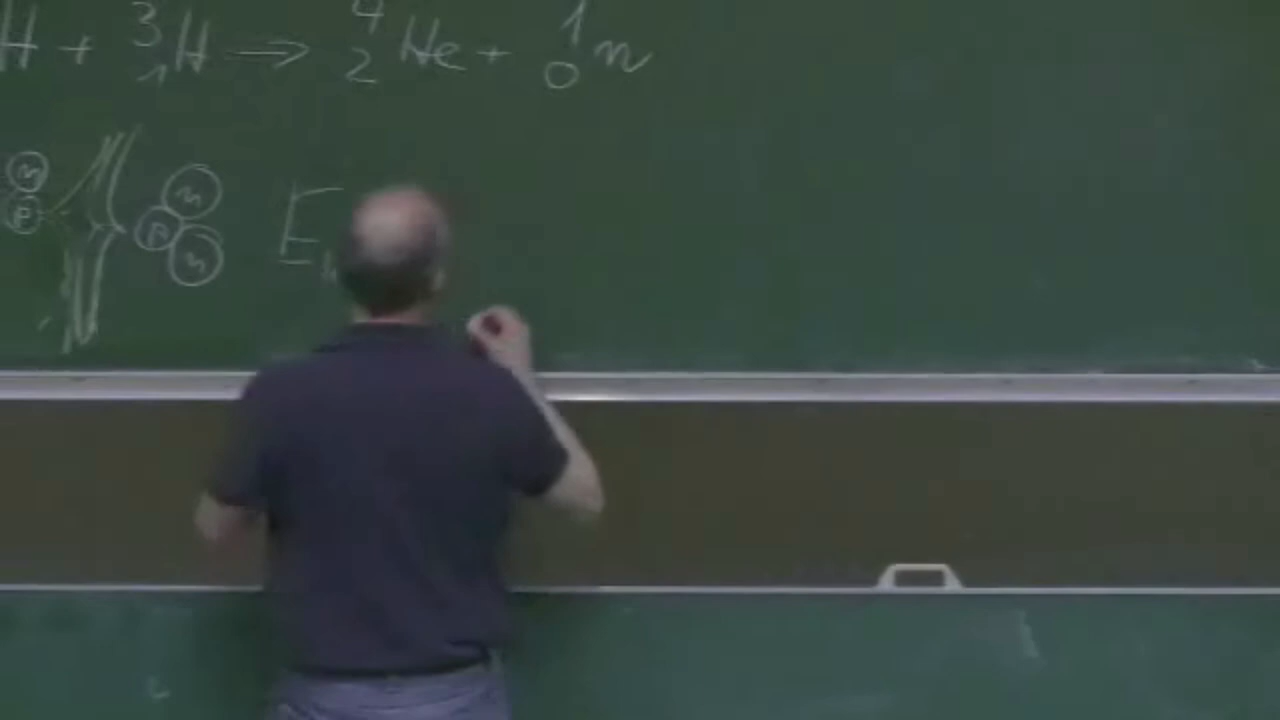 H + ³₁H → ⁴₂He + ¹₀n
n n
p p
n
E